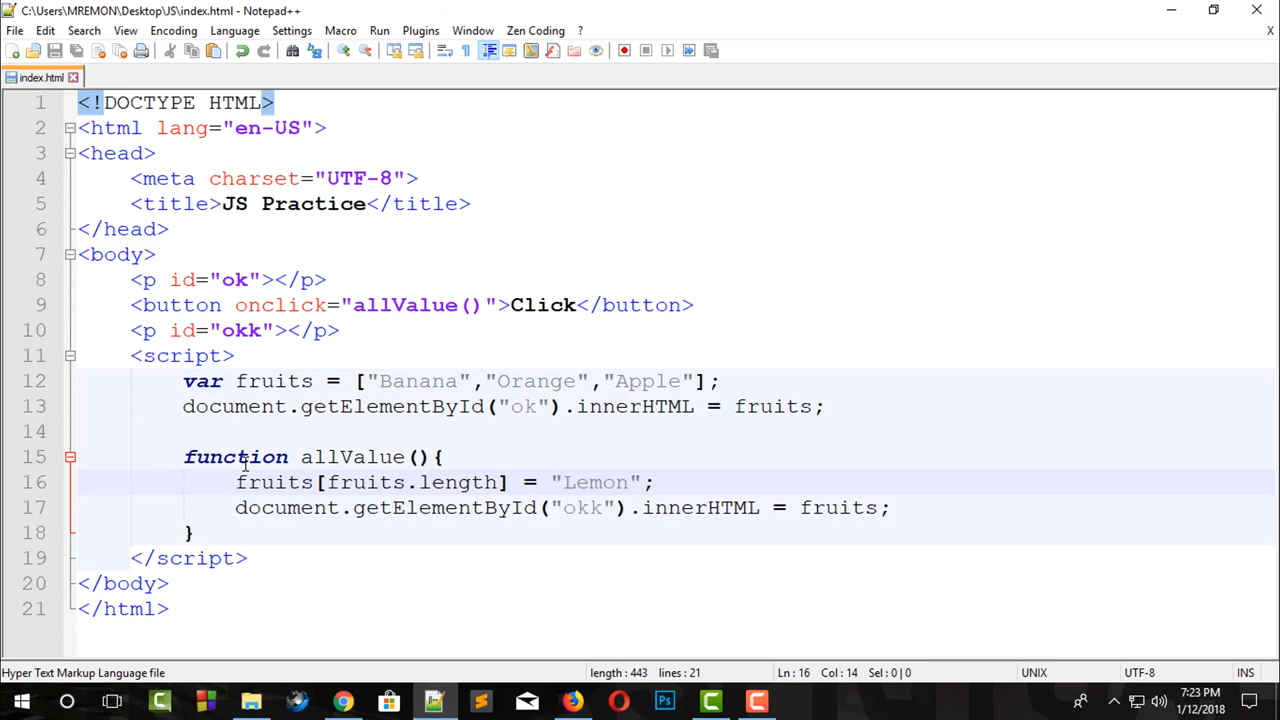 C:\Users\MREMON\Desktop\JS\index.html - Notepad++
File Edit Search View Encoding Language Settings Macro Run Plugins Window Zen Coding ? X
index.html
1 <!DOCTYPE HTML>
2 <html lang="en-US">
3 <head>
4 <meta charset="UTF-8">
5 <title>JS Practice</title>
6 </head>
7 <body>
8 <p id="ok"></p>
9 <button onclick="allValue()">Click</button>
10 <p id="okk"></p>
11 <script>
12 var fruits = ["Banana","Orange","Apple"];
13 document.getElementById("ok").innerHTML = fruits;
14
15 function allValue(){
16 fruits[fruits.length] = "Lemon";
17 document.getElementById("okk").innerHTML = fruits;
18 }
19 </script>
20 </body>
21 </html>
Hyper Text Markup Language file length : 443 lines : 21 Ln : 16 Col : 14 Sel : 0 | 0 UNIX UTF-8 INS
Ps 7:23 PM
1/12/2018